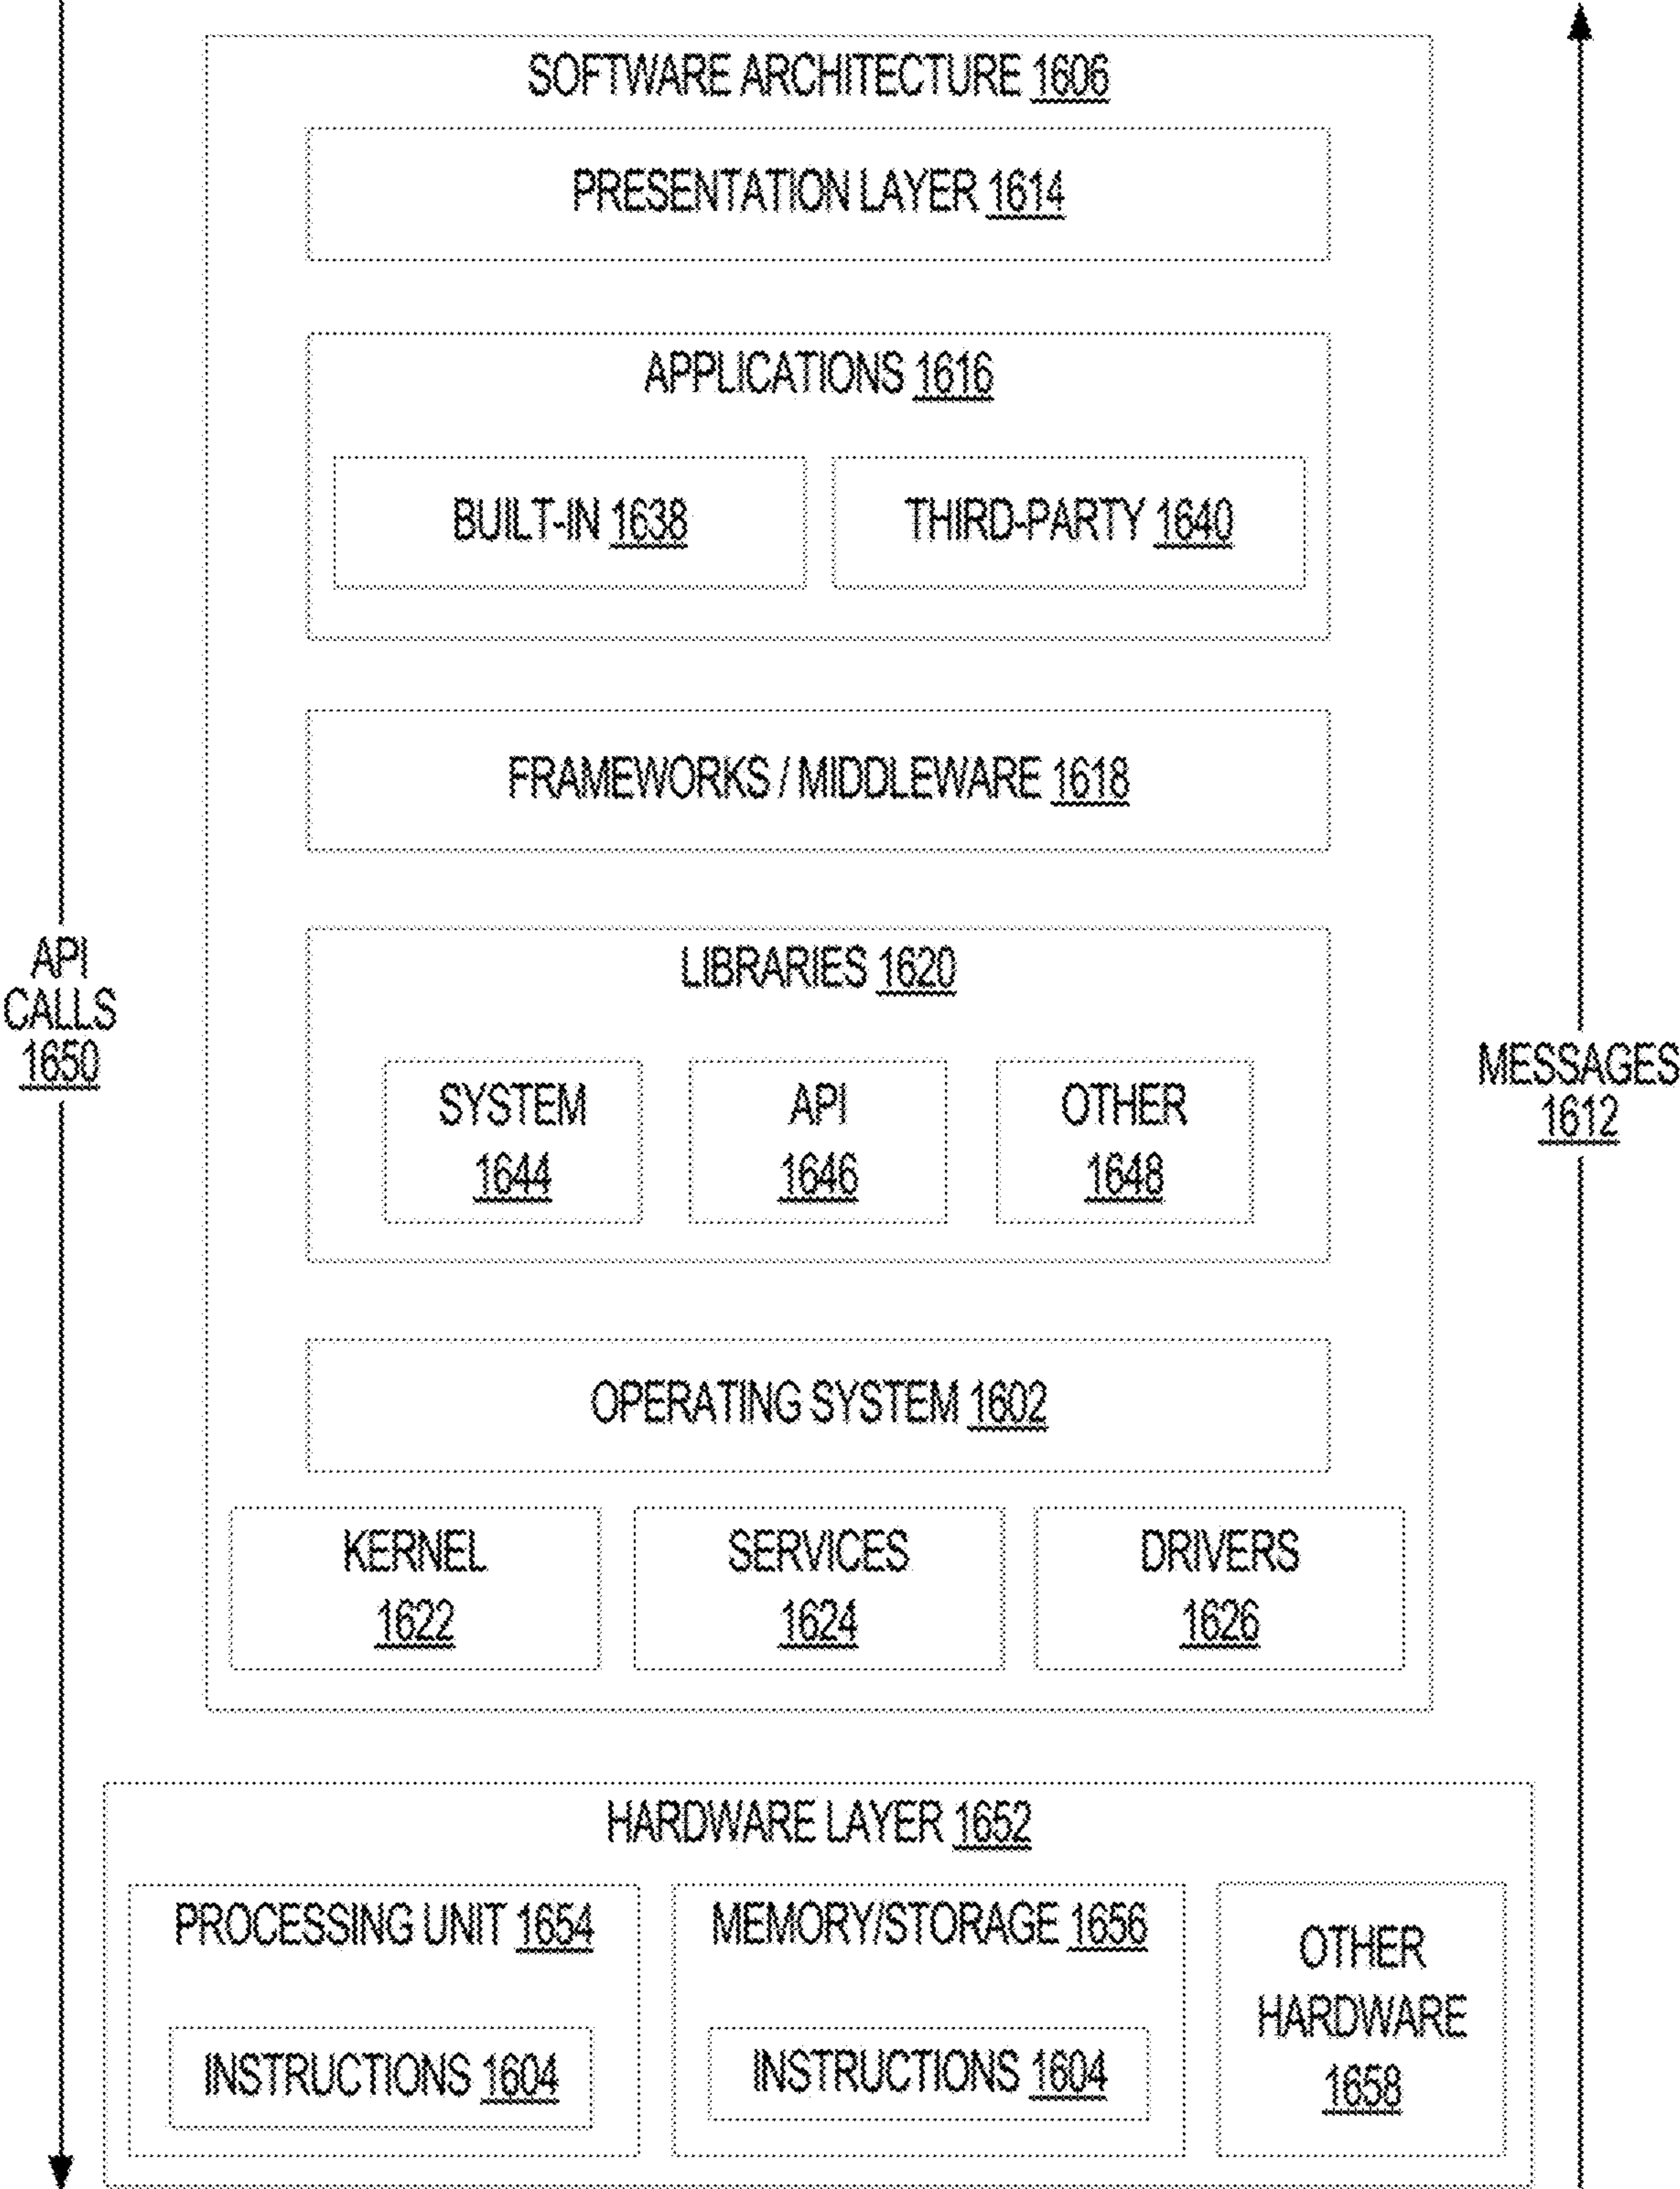 SOFTWARE ARCHITECTURE 1606
PRESENTATION LAYER 1614
APPLICATIONS 1616
BUILT-IN 1638
THIRD-PARTY 1640
FRAMEWORKS / MIDDLEWARE 1618
API
CALLS
1650
LIBRARIES 1620
SYSTEM
1644
API
1646
OTHER
1648
MESSAGES
1612
OPERATING SYSTEM 1602
KERNEL
1622
SERVICES
1624
DRIVERS
1626
HARDWARE LAYER 1652
PROCESSING UNIT 1654
INSTRUCTIONS 1604
MEMORY/STORAGE 1656
INSTRUCTIONS 1604
OTHER
HARDWARE
1658